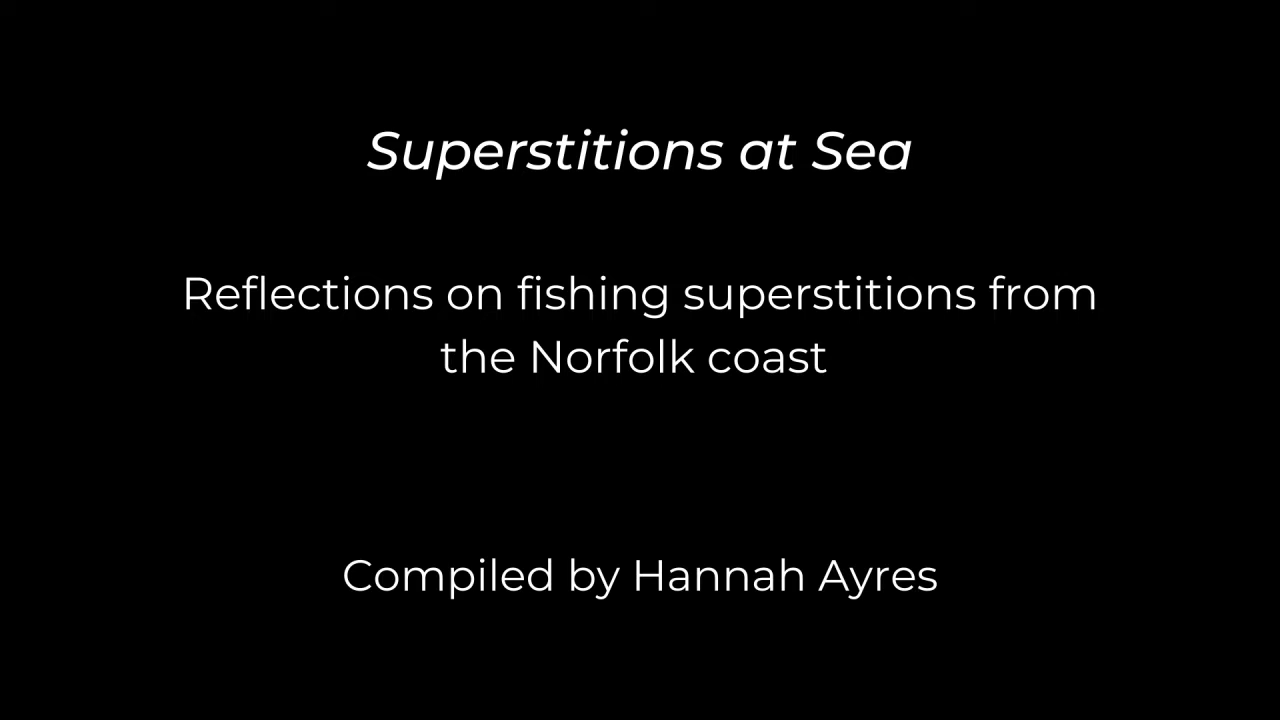 Superstitions at Sea
Reflections on fishing superstitions from
the Norfolk coast
Compiled by Hannah Ayres